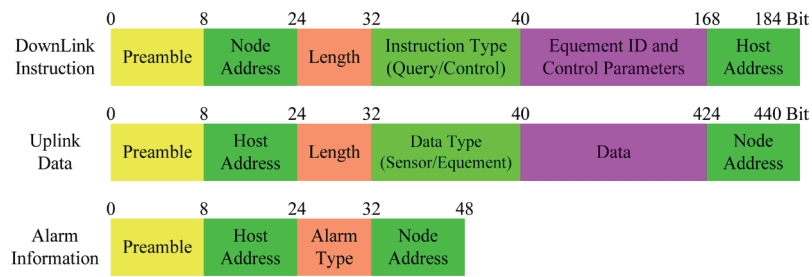 0 8 24 32 40 168 184 Bit
DownLink
Instruction
Preamble
Node
Address
Length
Instruction Type
(Query/Control)
Equement ID and
Control Parameters
Host
Address
0 8 24 32 40 424 440 Bit
Uplink
Data
Preamble
Host
Address
Length
Data Type
(Sensor/Equement)
Data
Node
Address
0 8 24 32 48
Alarm
Information
Preamble
Host
Address
Alarm
Type
Node
Address